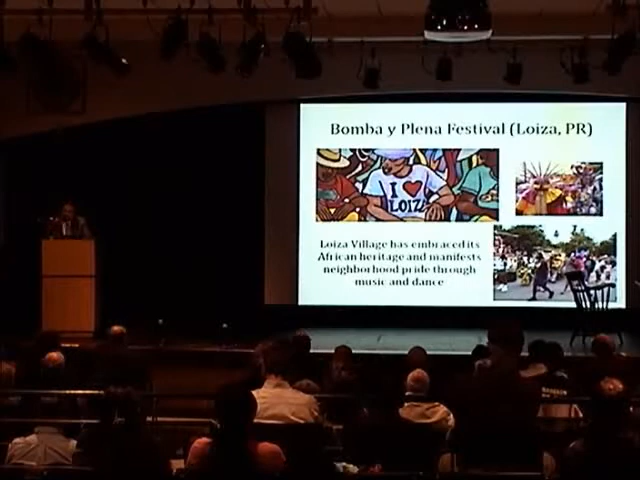 Bomba y Plena Festival (Loiza, PR)
I ♥
LOIZA
Loiza Village has embraced its
African heritage and manifests
neighborhood pride through
music and dance